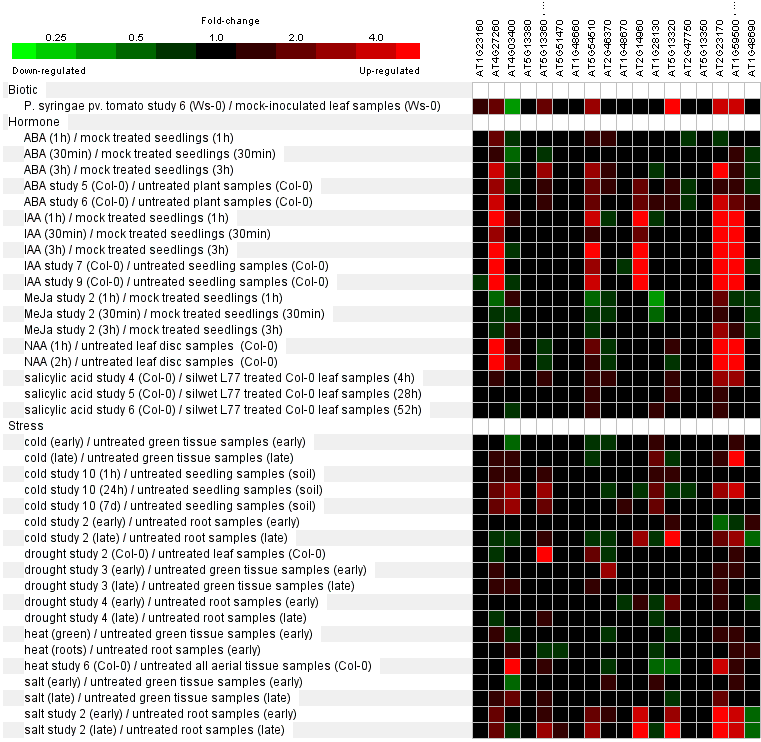 Fold-change
0.25 0.5 1.0 2.0 4.0
Down-regulated Up-regulated
AT1G23160
AT4G27260
AT4G03400
AT5G13380
AT5G13360 ...
AT5G51470
AT1G48660
AT5G54510
AT2G46370
AT1G48670
AT2G14960
AT1G28130
AT5G13320
AT2G47750
AT5G13350
AT2G23170
AT1G59500 ...
AT1G48690
Biotic
P. syringae pv. tomato study 6 (Ws-0) / mock-inoculated leaf samples (Ws-0)
Hormone
ABA (1h) / mock treated seedlings (1h)
ABA (30min) / mock treated seedlings (30min)
ABA (3h) / mock treated seedlings (3h)
ABA study 5 (Col-0) / untreated plant samples (Col-0)
ABA study 6 (Col-0) / untreated plant samples (Col-0)
IAA (1h) / mock treated seedlings (1h)
IAA (30min) / mock treated seedlings (30min)
IAA (3h) / mock treated seedlings (3h)
IAA study 7 (Col-0) / untreated seedling samples (Col-0)
IAA study 9 (Col-0) / untreated seedling samples (Col-0)
MeJa study 2 (1h) / mock treated seedlings (1h)
MeJa study 2 (30min) / mock treated seedlings (30min)
MeJa study 2 (3h) / mock treated seedlings (3h)
NAA (1h) / untreated leaf disc samples (Col-0)
NAA (2h) / untreated leaf disc samples (Col-0)
salicylic acid study 4 (Col-0) / silwet L77 treated Col-0 leaf samples (4h)
salicylic acid study 5 (Col-0) / silwet L77 treated Col-0 leaf samples (28h)
salicylic acid study 6 (Col-0) / silwet L77 treated Col-0 leaf samples (52h)
Stress
cold (early) / untreated green tissue samples (early)
cold (late) / untreated green tissue samples (late)
cold study 10 (1h) / untreated seedling samples (soil)
cold study 10 (24h) / untreated seedling samples (soil)
cold study 10 (7d) / untreated seedling samples (soil)
cold study 2 (early) / untreated root samples (early)
cold study 2 (late) / untreated root samples (late)
drought study 2 (Col-0) / untreated leaf samples (Col-0)
drought study 3 (early) / untreated green tissue samples (early)
drought study 3 (late) / untreated green tissue samples (late)
drought study 4 (early) / untreated root samples (early)
drought study 4 (late) / untreated root samples (late)
heat (green) / untreated green tissue samples (early)
heat (roots) / untreated root samples (early)
heat study 6 (Col-0) / untreated all aerial tissue samples (Col-0)
salt (early) / untreated green tissue samples (early)
salt (late) / untreated green tissue samples (late)
salt study 2 (early) / untreated root samples (early)
salt study 2 (late) / untreated root samples (late)